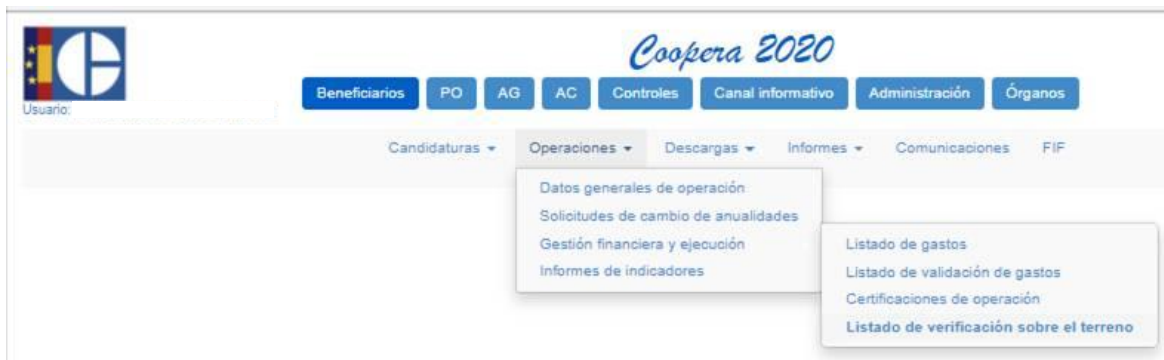 Coopera 2020
Beneficiarios PO AG AC Controles Canal informativo Administración Órganos
Usuario:
Candidaturas Operaciones Descargas Informes Comunicaciones FIF
Datos generales de operación
Solicitudes de cambio de anualidades
Gestión financiera y ejecución
Informes de indicadores
Listado de gastos
Listado de validación de gastos
Certificaciones de operación
Listado de verificación sobre el terreno